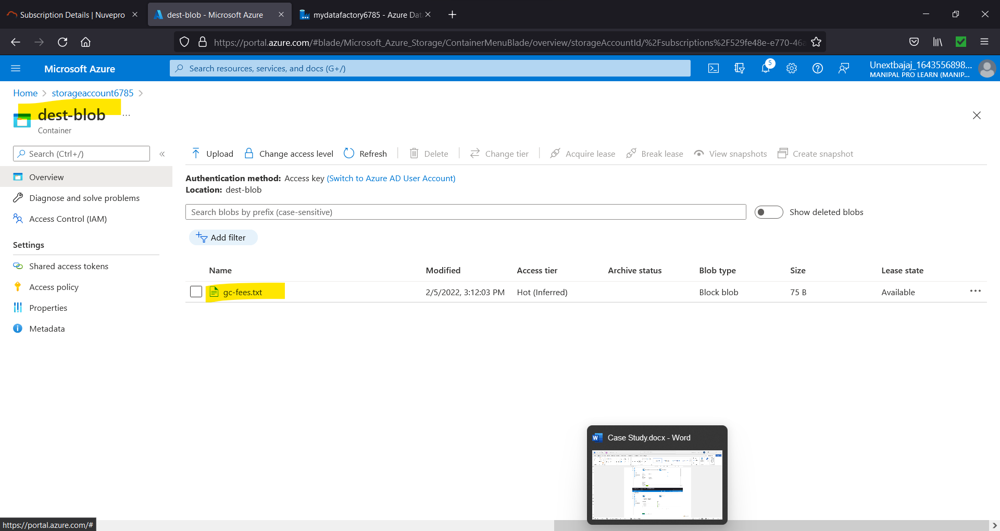 Subscription Details | Nuvepro
dest-blob - Microsoft Azure
mydatafactory6785 - Azure Dat
https://portal.azure.com/#blade/Microsoft_Azure_Storage/ContainerMenuBlade/overview/storageAccountId/%2Fsubscriptions%2F529fe48e-e770-46a
Microsoft Azure
Search resources, services, and docs (G+/)
5
Unextbajaj_1643556898...
MANIPAL PRO LEARN (MANIP...
Home > storageaccount6785 >
dest-blob ...
Container
Search (Ctrl+/)
«
Overview
Diagnose and solve problems
Access Control (IAM)
Settings
Shared access tokens
Access policy
Properties
Metadata
Upload Change access level Refresh Delete Change tier Acquire lease Break lease View snapshots Create snapshot
Authentication method: Access key (Switch to Azure AD User Account)
Location: dest-blob
Search blobs by prefix (case-sensitive)
Show deleted blobs
Add filter
Name Modified Access tier Archive status Blob type Size Lease state
gc-fees.txt 2/5/2022, 3:12:03 PM Hot (Inferred) Block blob 75 B Available ...
Case Study.docx - Word
https://portal.azure.com/#